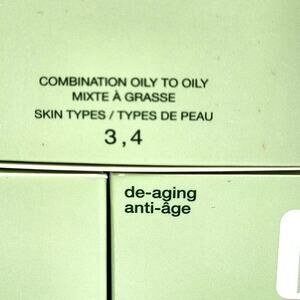 COMBINATION OILY TO OILY
MIXTE À GRASSE
SKIN TYPES / TYPES DE PEAU
3,4
de-aging
anti-âge